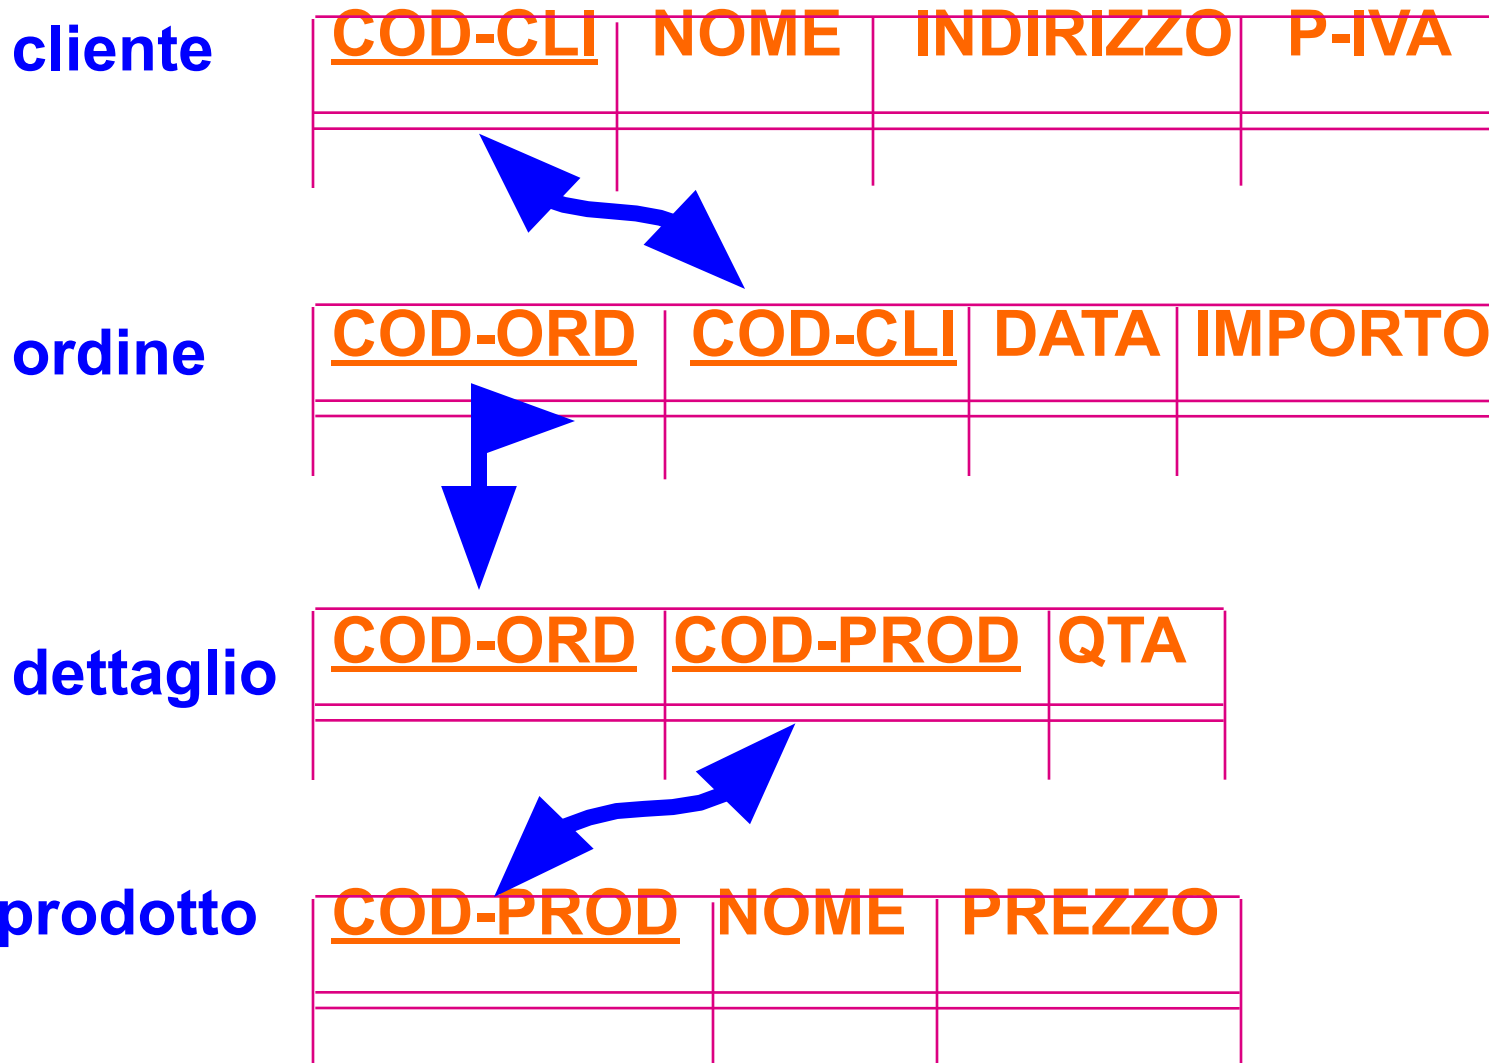 cliente COD-CLI NOME INDIRIZZO P-IVA
ordine COD-ORD COD-CLI DATA IMPORTO
dettaglio COD-ORD COD-PROD QTA
prodotto COD-PROD NOME PREZZO